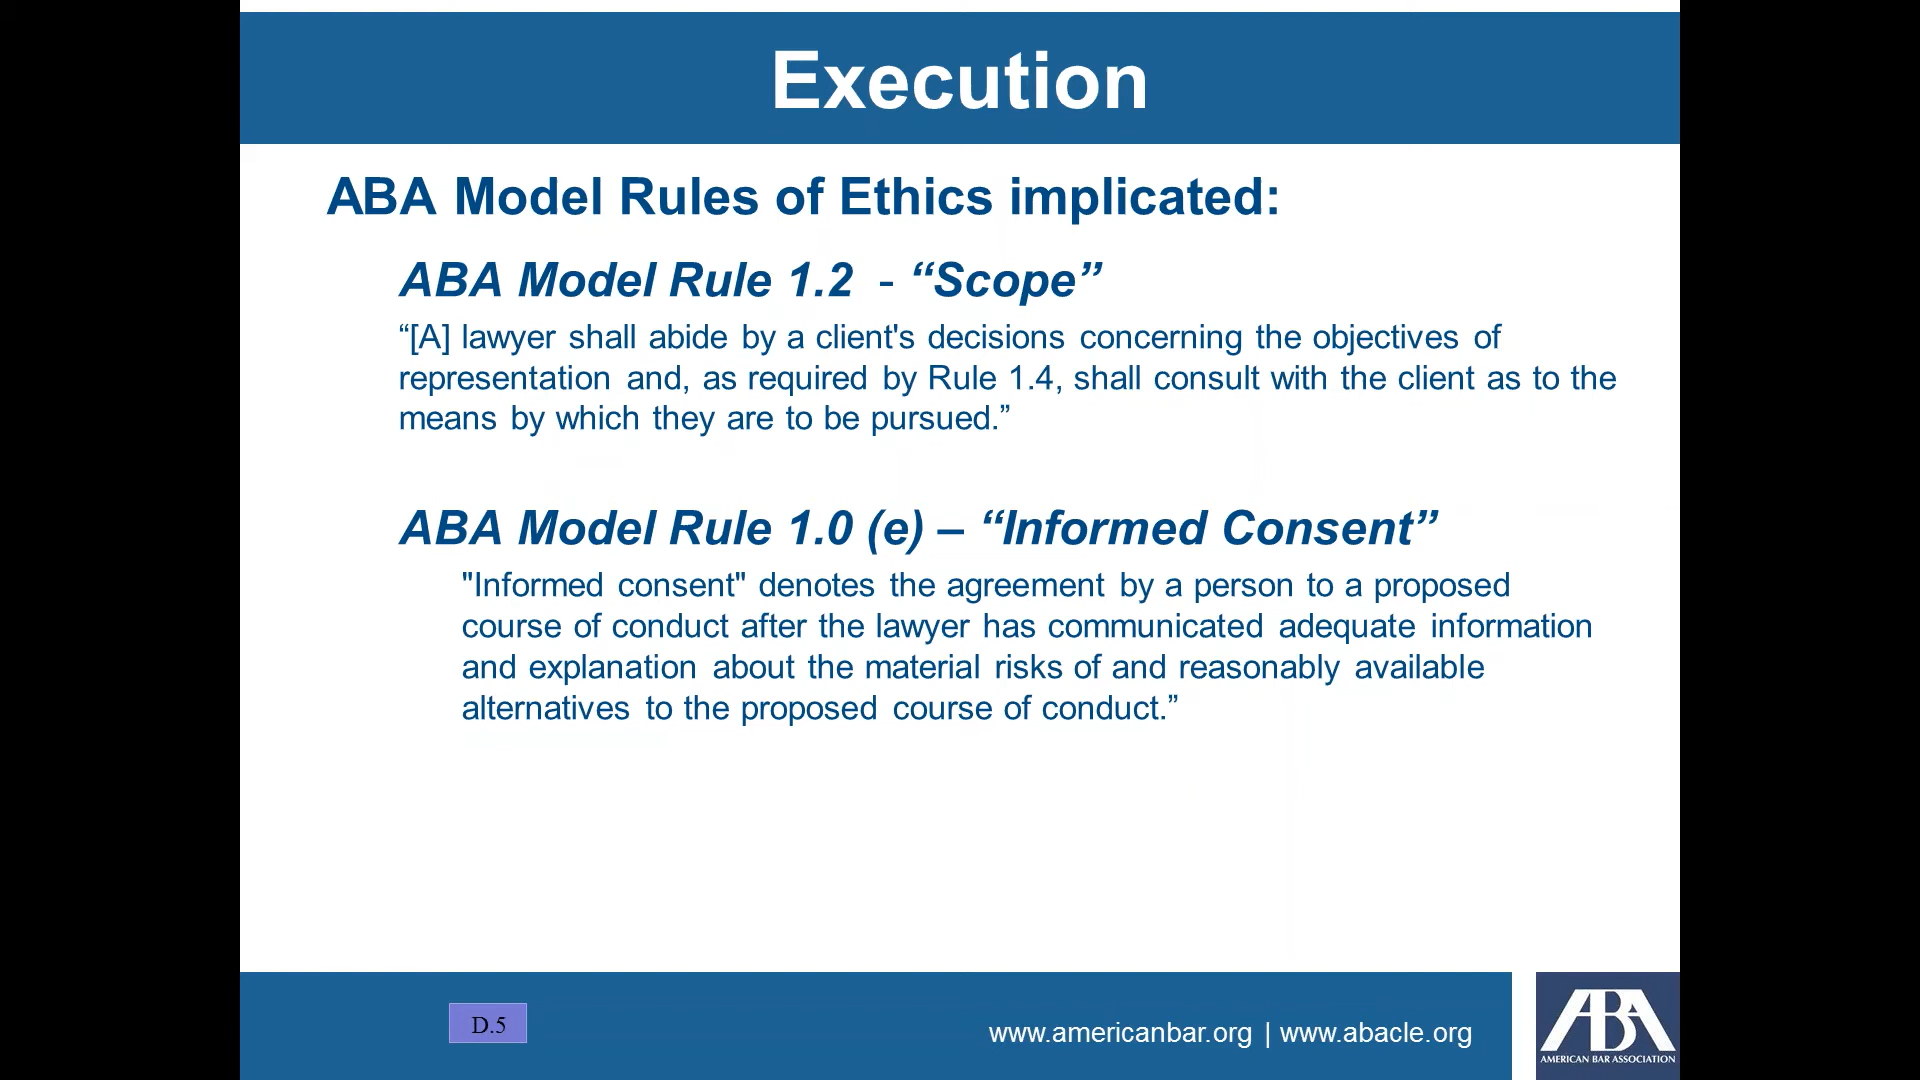 Execution
ABA Model Rules of Ethics implicated:
ABA Model Rule 1.2 - “Scope”
“[A] lawyer shall abide by a client's decisions concerning the objectives of
representation and, as required by Rule 1.4, shall consult with the client as to the
means by which they are to be pursued.”
ABA Model Rule 1.0 (e) – “Informed Consent”
"Informed consent" denotes the agreement by a person to a proposed
course of conduct after the lawyer has communicated adequate information
and explanation about the material risks of and reasonably available
alternatives to the proposed course of conduct.”
D.5
www.americanbar.org | www.abacle.org
ABA
AMERICAN BAR ASSOCIATION